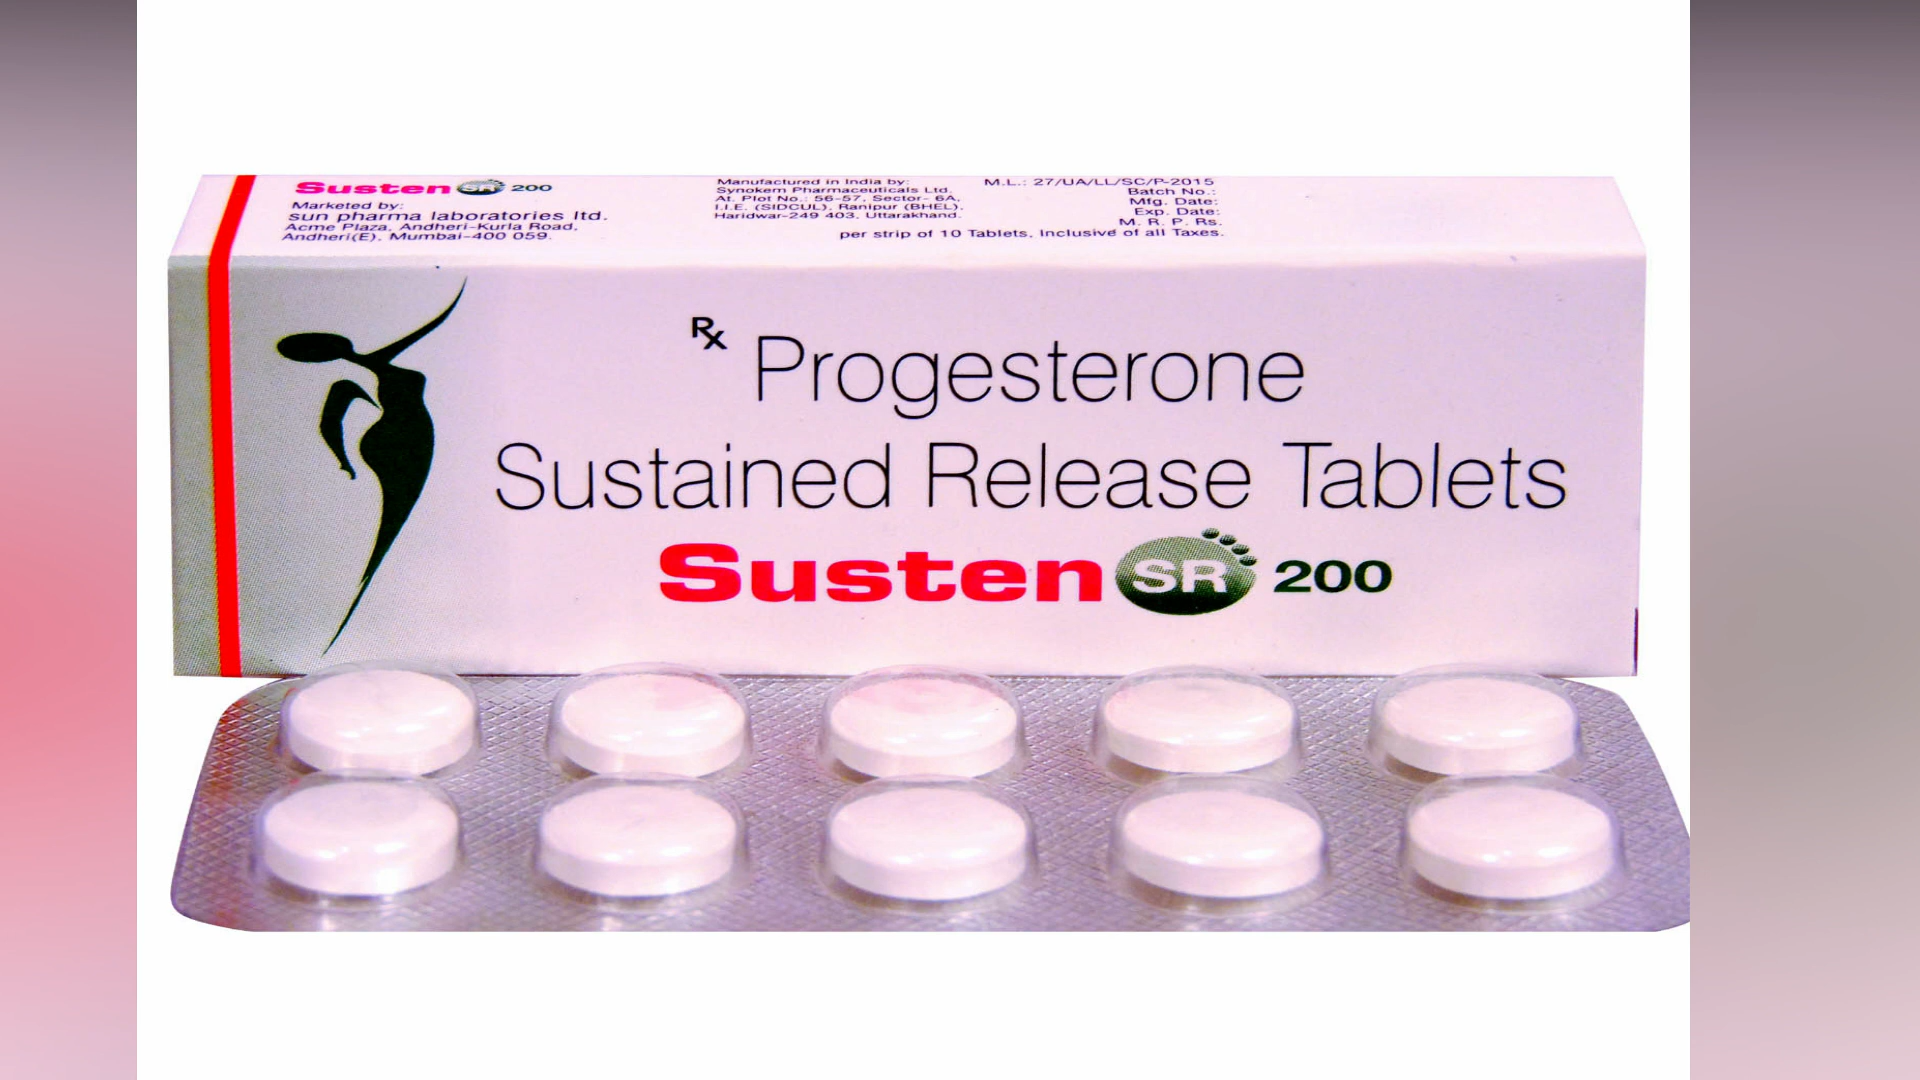 Susten SR 200
Marketed by:
sun pharma laboratories ltd.
Acme Plaza, Andheri-Kurla Road,
Andheri(E), Mumbai-400 059.
Manufactured in India by:
Synokem Pharmaceuticals Ltd.
At. Plot No.: 56-57, Sector- 6A,
I.I.E. (SIDCUL), Ranipur (BHEL),
Haridwar-249 403, Uttarakhand.
M.L.: 27/UA/LL/SC/P-2015
Batch No.:
Mfg. Date:
Exp. Date:
M. R. P. Rs.
per strip of 10 Tablets, Inclusive of all Taxes.
Rx Progesterone
Sustained Release Tablets
Susten SR 200